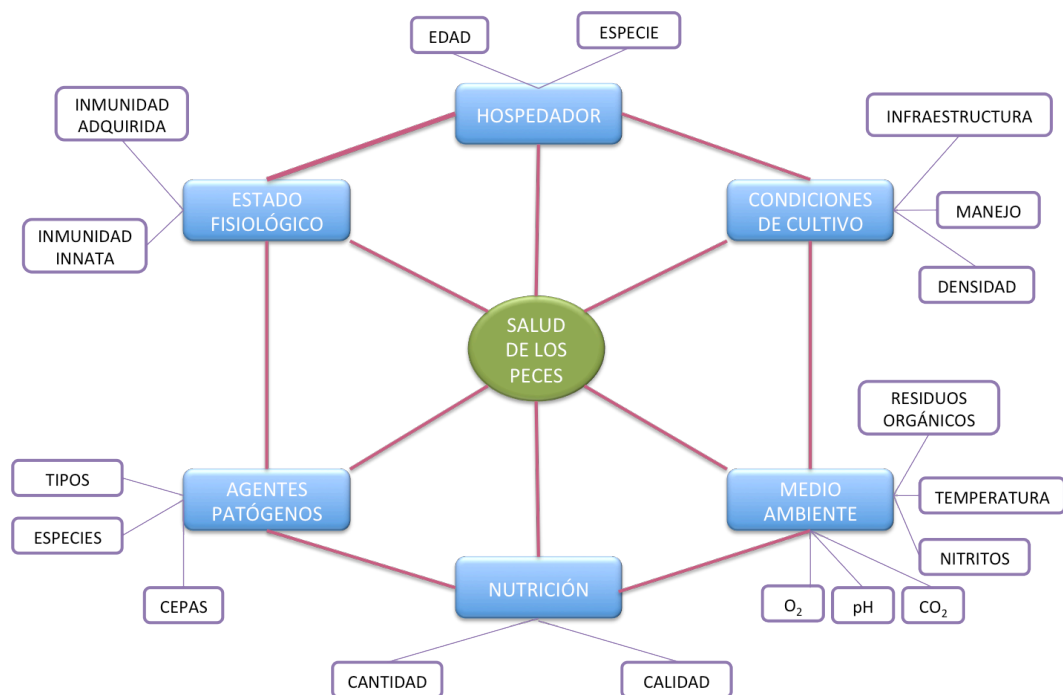 EDAD
ESPECIE
HOSPEDADOR
INMUNIDAD
ADQUIRIDA
INFRAESTRUCTURA
ESTADO
FISIOLÓGICO
CONDICIONES
DE CULTIVO
MANEJO
INMUNIDAD
INNATA
DENSIDAD
SALUD
DE LOS
PECES
RESIDUOS
ORGÁNICOS
TIPOS
AGENTES
PATÓGENOS
MEDIO
AMBIENTE
TEMPERATURA
ESPECIES
NITRITOS
CEPAS
NUTRICIÓN
O₂
pH
CO₂
CANTIDAD
CALIDAD